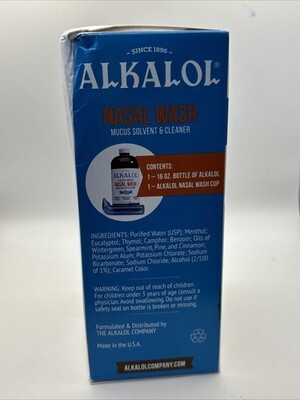 ~ SINCE 1896 ~
ALKALOL®
NASAL WASH
MUCUS SOLVENT & CLEANER
ALKALOL
NASAL WASH
CONTENTS:
1 – 16 OZ. BOTTLE OF ALKALOL
1 – ALKALOL NASAL WASH CUP
INGREDIENTS: Purified Water (USP); Menthol;
Eucalyptol; Thymol; Camphor; Benzoin; Oils of
Wintergreen, Spearmint, Pine, and Cinnamon;
Potassium Alum; Potassium Chloride; Sodium
Bicarbonate; Sodium Chloride; Alcohol (2/100
of 1%); Caramel Color.
WARNING: Keep out of reach of children.
For children under 3 years of age consult a
physician. Avoid swallowing. Do not use if
safety seal on bottle is broken or missing.
Formulated & Distributed by
THE ALKALOL COMPANY
Made in the U.S.A.
ALKALOLCOMPANY.COM